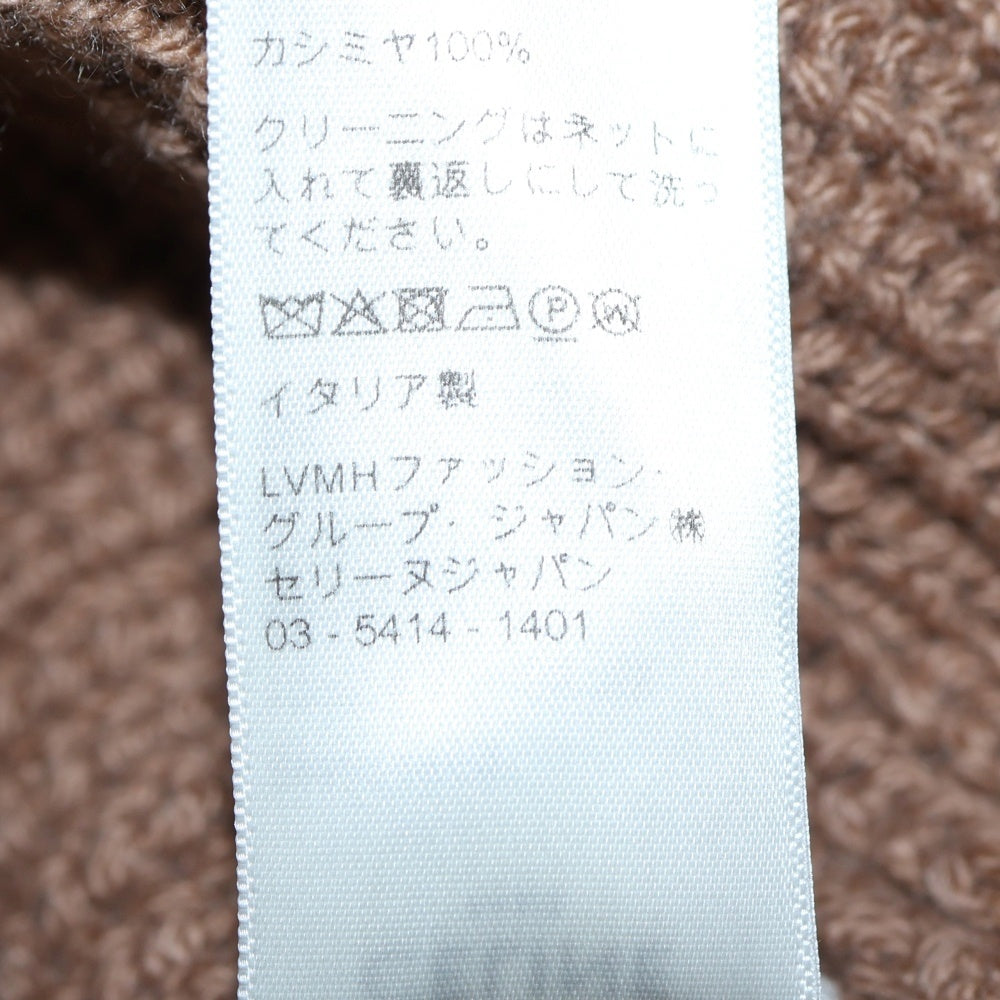 カシミヤ100%
クリーニングはネットに
入れて裏返しにして洗っ
てください。
イタリア製
LVMHファッション・
グループ・ジャパン㈱
セリーヌジャパン
03 - 5414 - 1401